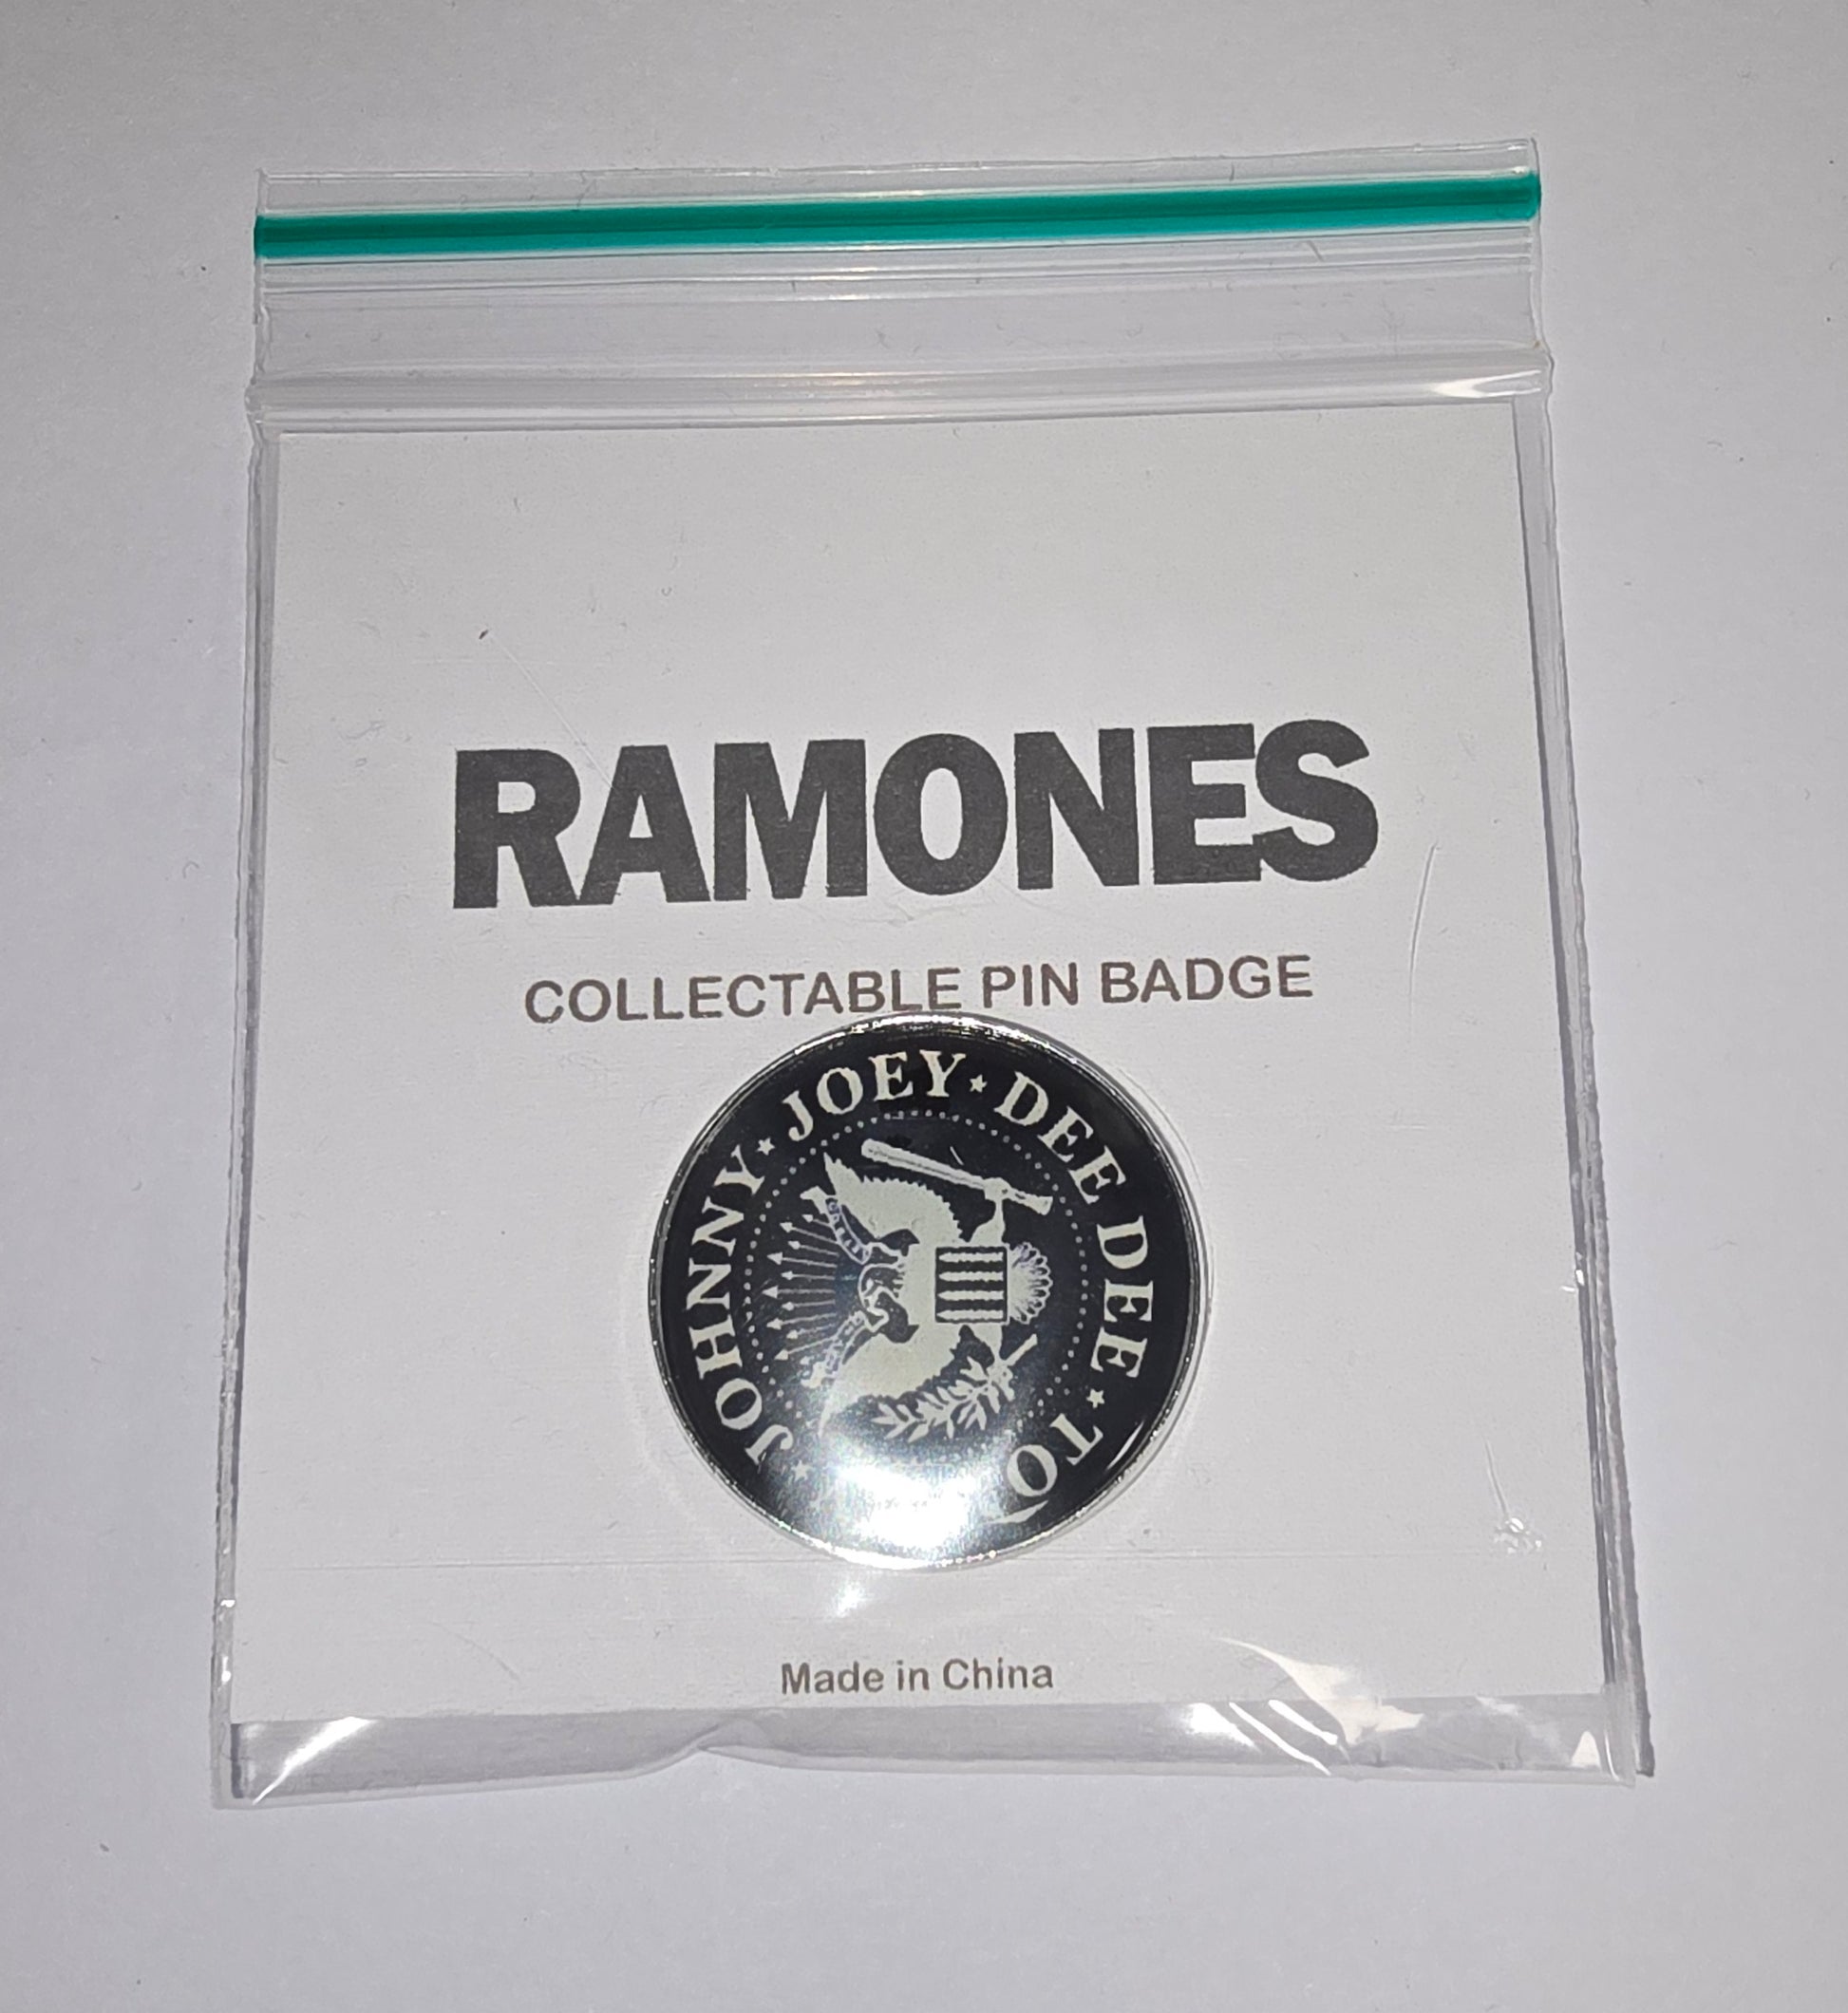 RAMONES
COLLECTABLE PIN BADGE
JOHNNY ★ JOEY ★ DEE DEE ★ TO
Made in China